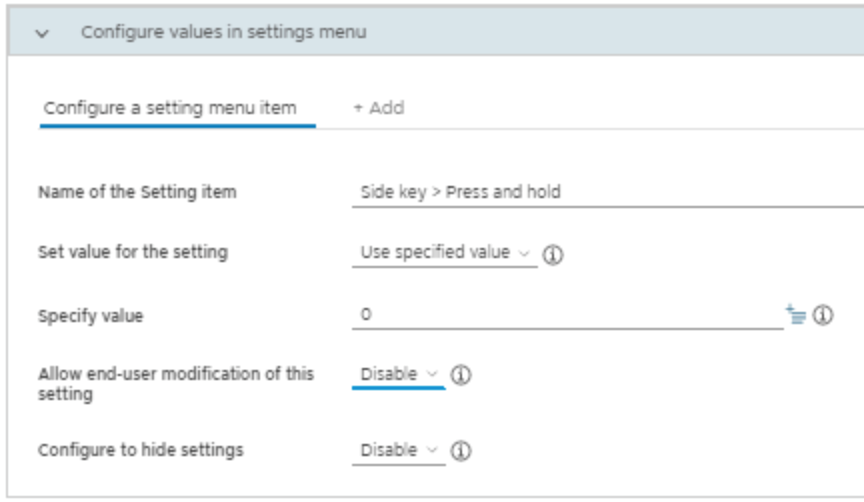 Configure values in settings menu
Configure a setting menu item + Add
Name of the Setting item Side key > Press and hold
Set value for the setting Use specified value
Specify value 0
Allow end-user modification of this
setting Disable
Configure to hide settings Disable